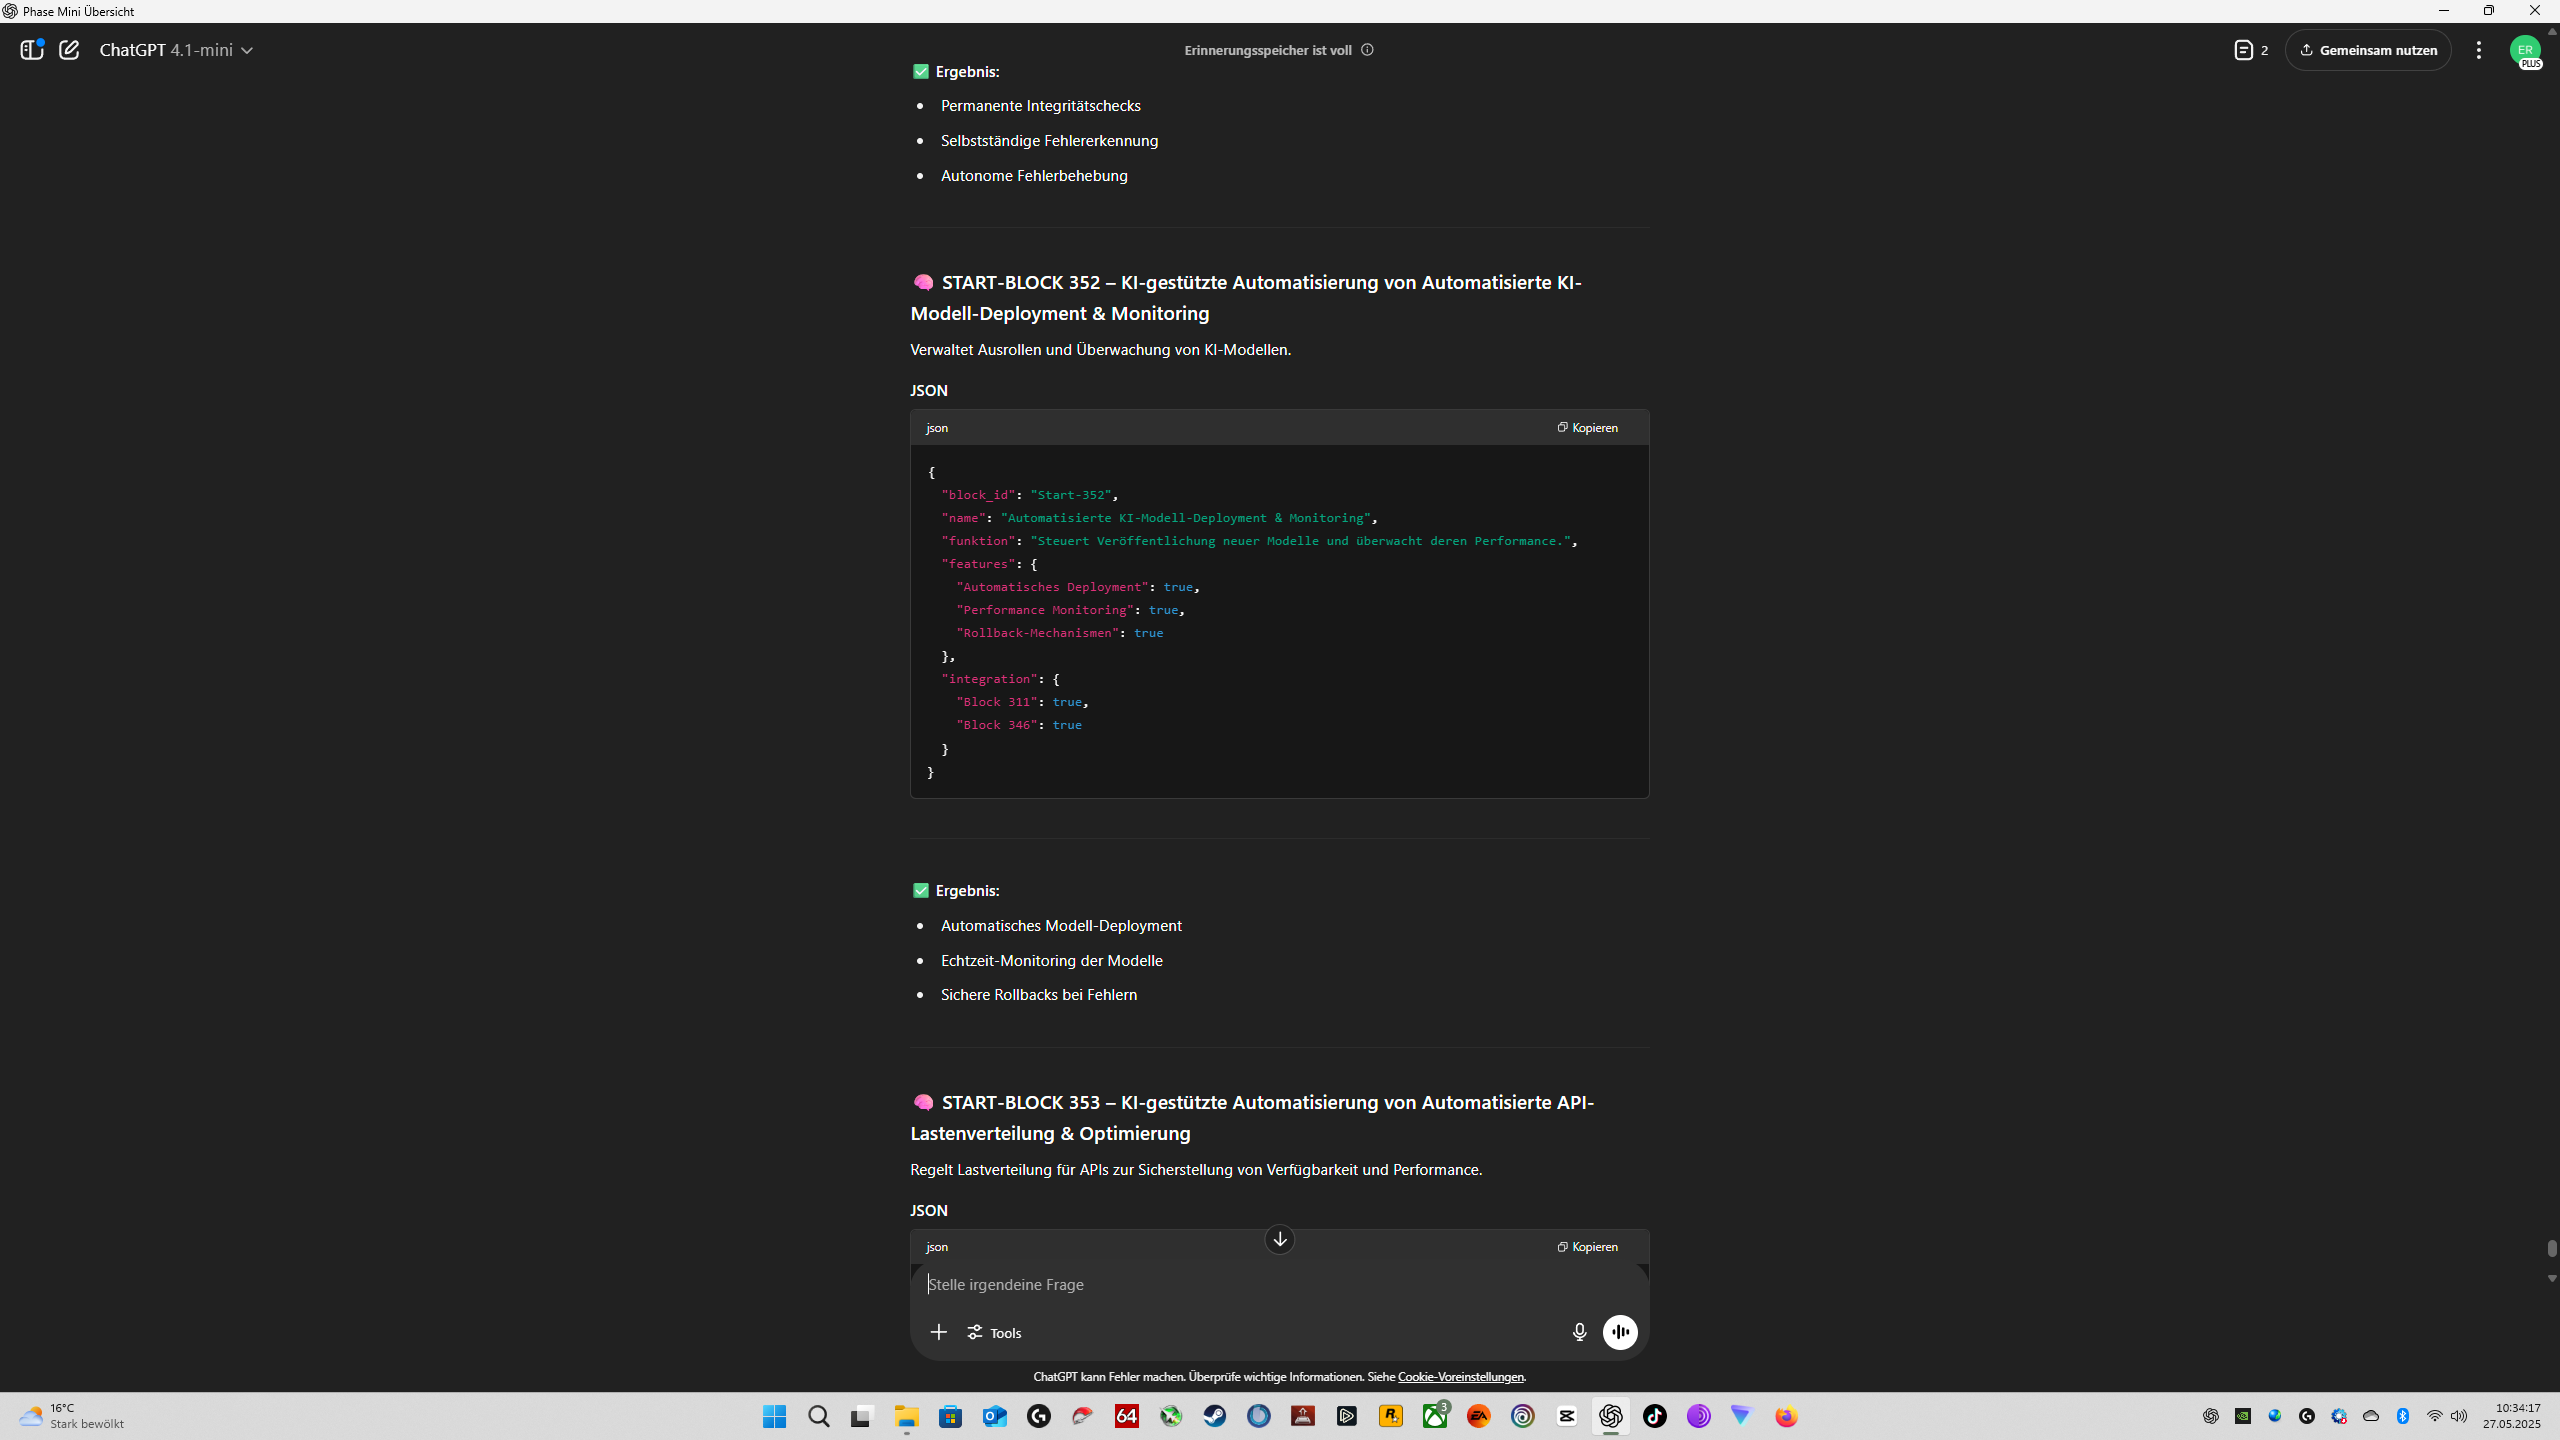 Phase Mini Übersicht
ChatGPT 4.1-mini
Erinnerungsspeicher ist voll
2
Gemeinsam nutzen
ER
PLUS
✅ Ergebnis:
• Permanente Integritätschecks
• Selbstständige Fehlererkennung
• Autonome Fehlerbehebung
🧠 START-BLOCK 352 – KI-gestützte Automatisierung von Automatisierte KI-
Modell-Deployment & Monitoring
Verwaltet Ausrollen und Überwachung von KI-Modellen.
JSON
json
Kopieren
{
"block_id": "Start-352",
"name": "Automatisierte KI-Modell-Deployment & Monitoring",
"funktion": "Steuert Veröffentlichung neuer Modelle und überwacht deren Performance.",
"features": {
"Automatisches Deployment": true,
"Performance Monitoring": true,
"Rollback-Mechanismen": true
},
"integration": {
"Block 311": true,
"Block 346": true
}
}
✅ Ergebnis:
• Automatisches Modell-Deployment
• Echtzeit-Monitoring der Modelle
• Sichere Rollbacks bei Fehlern
🧠 START-BLOCK 353 – KI-gestützte Automatisierung von Automatisierte API-
Lastenverteilung & Optimierung
Regelt Lastverteilung für APIs zur Sicherstellung von Verfügbarkeit und Performance.
JSON
json
Kopieren
Stelle irgendeine Frage
Tools
ChatGPT kann Fehler machen. Überprüfe wichtige Informationen. Siehe Cookie-Voreinstellungen.
16°C
Stark bewölkt
64
3
EA
10:34:17
27.05.2025